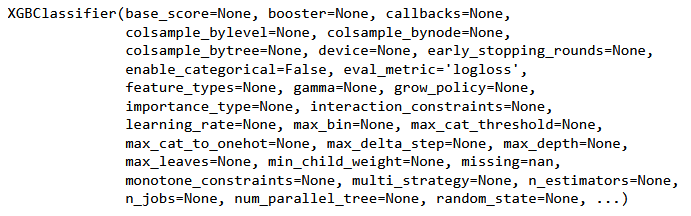 XGBClassifier(base_score=None, booster=None, callbacks=None,
colsample_bylevel=None, colsample_bynode=None,
colsample_bytree=None, device=None, early_stopping_rounds=None,
enable_categorical=False, eval_metric='logloss',
feature_types=None, gamma=None, grow_policy=None,
importance_type=None, interaction_constraints=None,
learning_rate=None, max_bin=None, max_cat_threshold=None,
max_cat_to_onehot=None, max_delta_step=None, max_depth=None,
max_leaves=None, min_child_weight=None, missing=nan,
monotone_constraints=None, multi_strategy=None, n_estimators=None,
n_jobs=None, num_parallel_tree=None, random_state=None, ...)